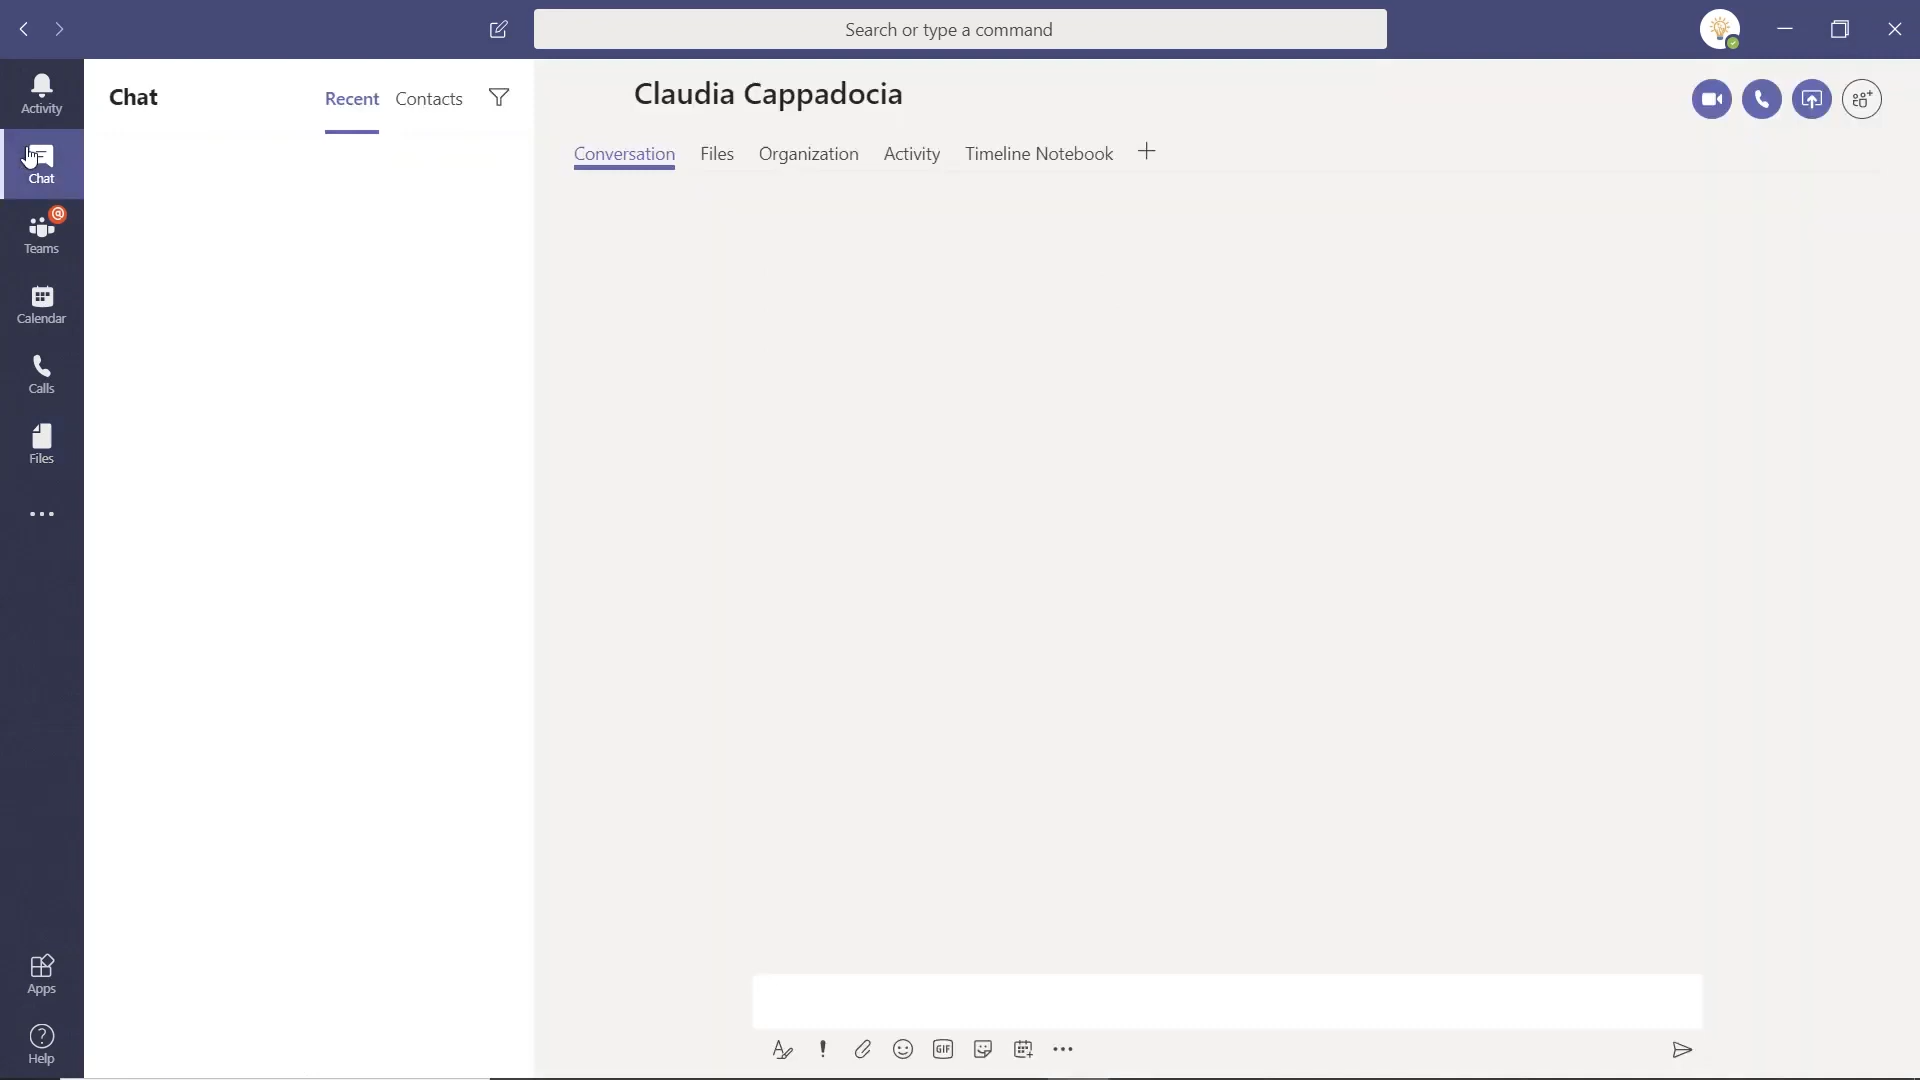 Search or type a command
Activity
Chat
Teams
Calendar
Calls
Files
Apps
Help
Chat
Recent Contacts
Claudia Cappadocia
Conversation Files Organization Activity Timeline Notebook
GIF